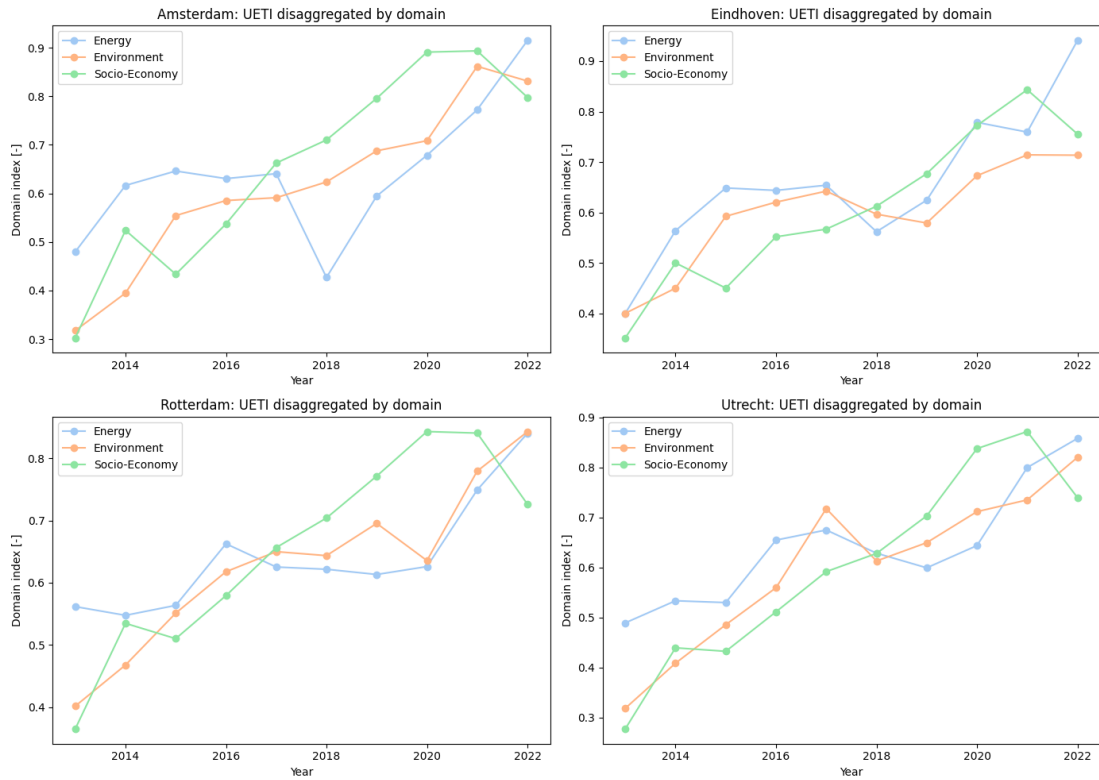 Amsterdam: UETI disaggregated by domain
Energy
Environment
Socio-Economy
Domain index [-]
0.9
0.8
0.7
0.6
0.5
0.4
0.3
2014
2016
2018
2020
2022
Year
Eindhoven: UETI disaggregated by domain
Energy
Environment
Socio-Economy
Domain index [-]
0.9
0.8
0.7
0.6
0.5
0.4
2014
2016
2018
2020
2022
Year
Rotterdam: UETI disaggregated by domain
Energy
Environment
Socio-Economy
Domain index [-]
0.8
0.7
0.6
0.5
0.4
2014
2016
2018
2020
2022
Year
Utrecht: UETI disaggregated by domain
Energy
Environment
Socio-Economy
Domain index [-]
0.9
0.8
0.7
0.6
0.5
0.4
0.3
2014
2016
2018
2020
2022
Year